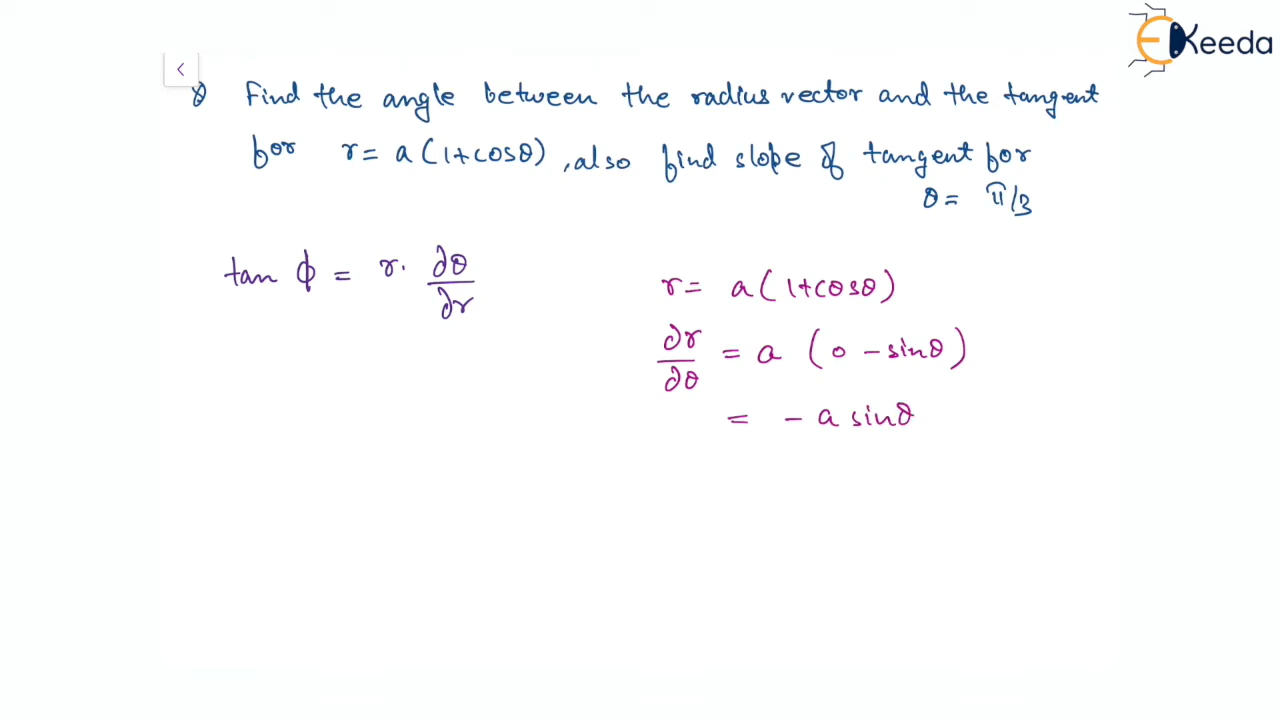 EKeeda
<
Find the angle between the radius vector and the tangent
for r = a(1+cosθ), also find slope of tangent for
θ = π/3
tan ϕ = r. ∂θ/∂r
r = a(1+cosθ)
∂r/∂θ = a (0 - sinθ)
= - a sinθ